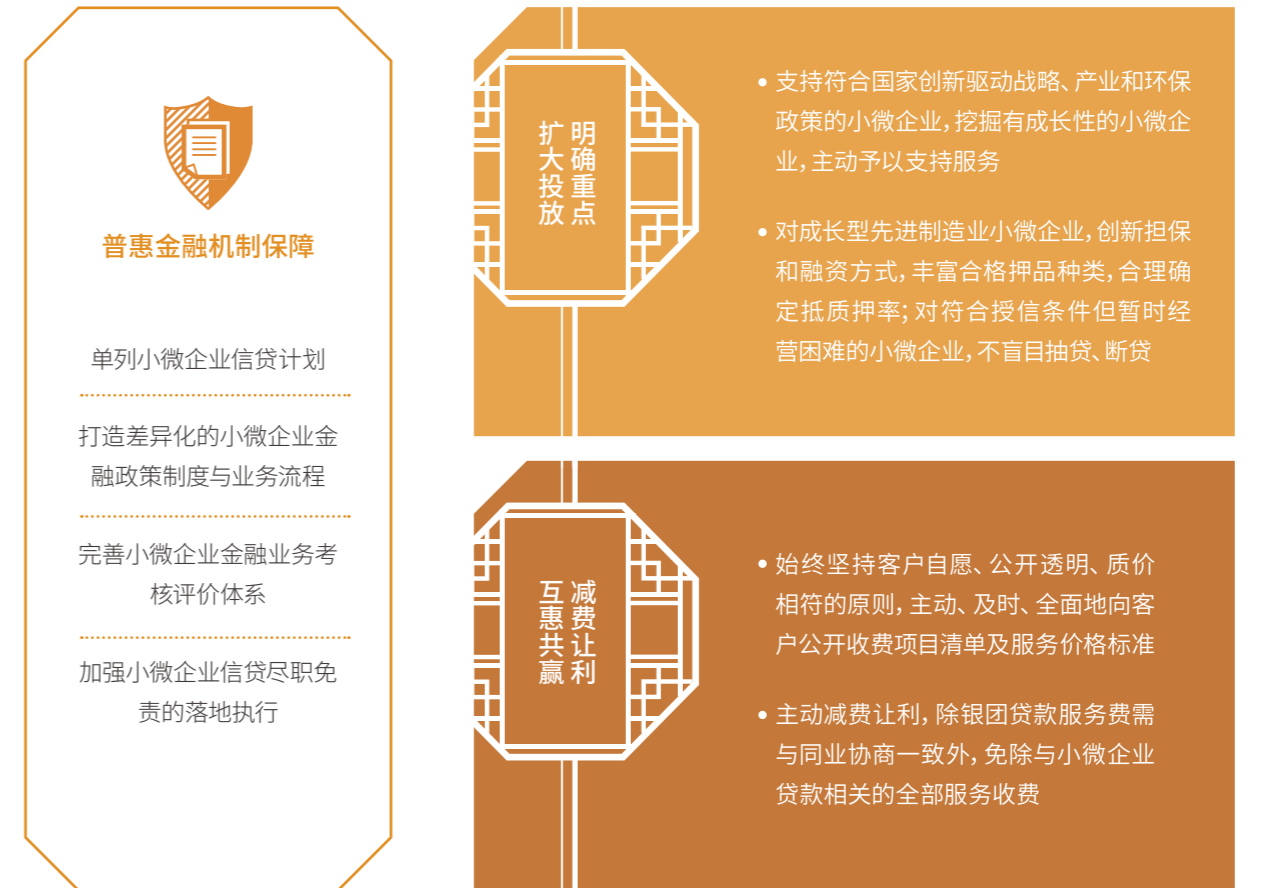 普惠金融机制保障
单列小微企业信贷计划
打造差异化的小微企业金
融政策制度与业务流程
完善小微企业金融业务考
核评价体系
加强小微企业信贷尽职免
责的落地执行
明确重点
扩大投放
• 支持符合国家创新驱动战略、产业和环保
政策的小微企业，挖掘有成长性的小微企
业，主动予以支持服务
• 对成长型先进制造业小微企业，创新担保
和融资方式，丰富合格押品种类，合理确
定抵质押率；对符合授信条件但暂时经
营困难的小微企业，不盲目抽贷、断贷
减费让利
互惠共赢
• 始终坚持客户自愿、公开透明、质价
相符的原则，主动、及时、全面地向客
户公开收费项目清单及服务价格标准
• 主动减费让利，除银团贷款服务费需
与同业协商一致外，免除与小微企业
贷款相关的全部服务收费